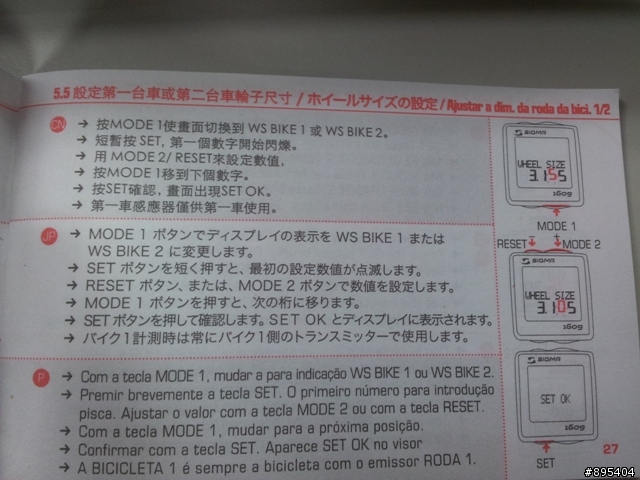 5.5 設定第一台車或第二台車輪子尺寸 / ホイールサイズの設定 / Ajustar a dim. da roda da bici. 1/2
CN
→ 按MODE 1使畫面切換到 WS BIKE 1 或 WS BIKE 2。
→ 短暫按 SET, 第一個數字開始閃爍。
→ 用 MODE 2/ RESET來設定數值,
→ 按MODE 1移到下個數字。
→ 按SET確認, 畫面出現SET OK。
→ 第一車感應器僅供第一車使用。
JP
→ MODE 1 ボタンでディスプレイの表示を WS BIKE 1 または
WS BIKE 2 に変更します。
→ SET ボタンを短く押すと、最初の設定数値が点滅します。
→ RESET ボタン、または、MODE 2 ボタンで数値を設定します。
→ MODE 1 ボタンを押すと、次の桁に移ります。
→ SETボタンを押して確認します。SET OK とディスプレイに表示されます。
→ バイク1計測時は常にバイク1側のトランスミッターで使用します。
P
→ Com a tecla MODE 1, mudar a para indicação WS BIKE 1 ou WS BIKE 2.
→ Premir brevemente a tecla SET. O primeiro número para introdução
pisca. Ajustar o valor com a tecla MODE 2 ou com a tecla RESET.
→ Com a tecla MODE 1, mudar para a próxima posição.
→ Confirmar com a tecla SET. Aparece SET OK no visor
→ A BICICLETA 1 é sempre a bicicleta com o emissor RODA 1.
SIGMA
WHEEL SIZE
3.155
1609
MODE 1
+
RESET MODE 2
SIGMA
WHEEL SIZE
3.105
1609
SIGMA
SET OK
1609
SET
27
#895404